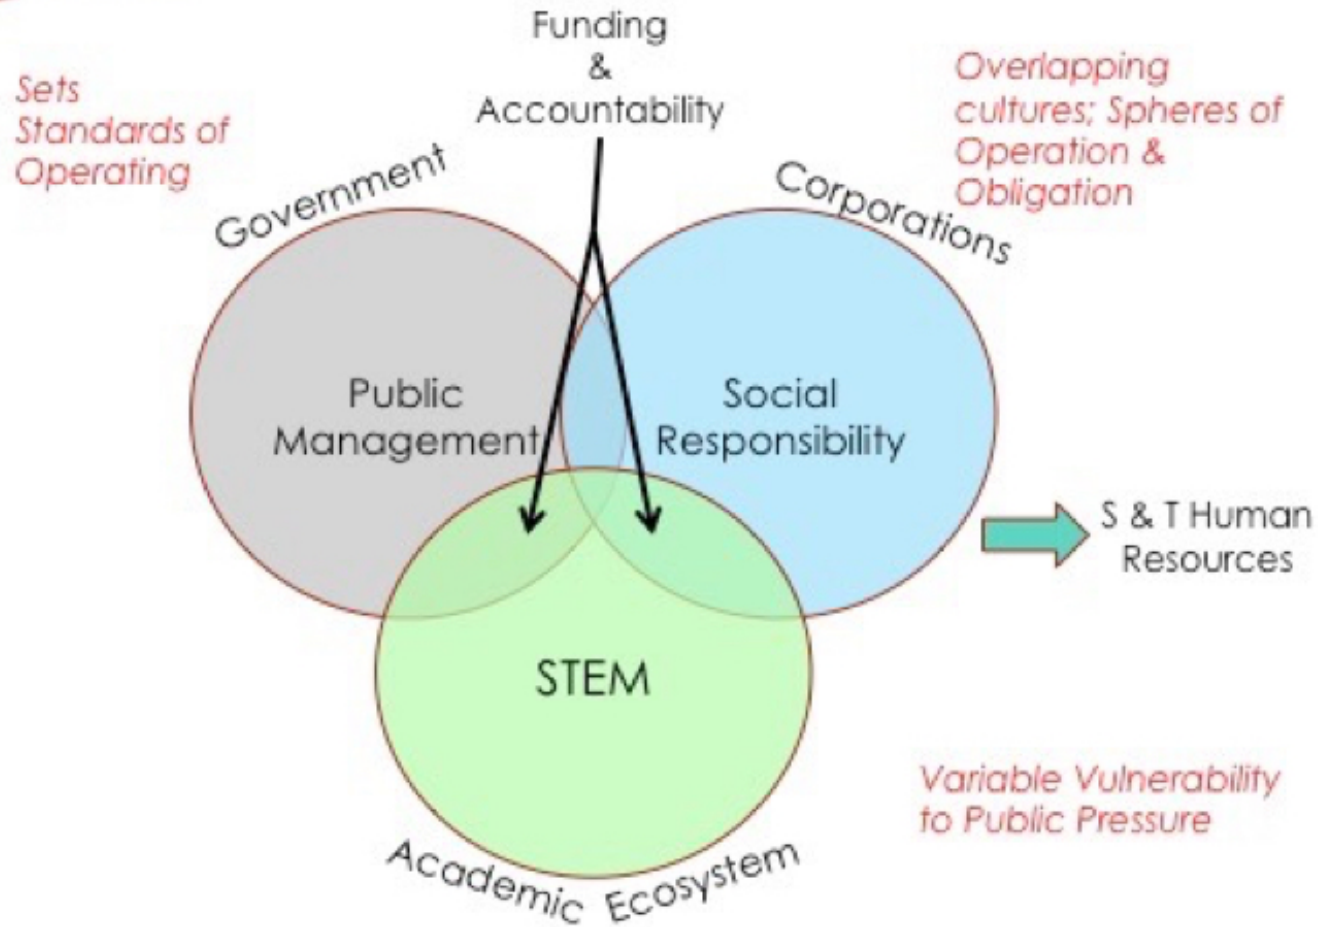 Funding
&
Accountability
Sets
Standards of
Operating
Overlapping
cultures; Spheres of
Operation &
Obligation
Government
Corporations
Public
Management
Social
Responsibility
S & T Human
Resources
STEM
Variable Vulnerability
to Public Pressure
Academic Ecosystem